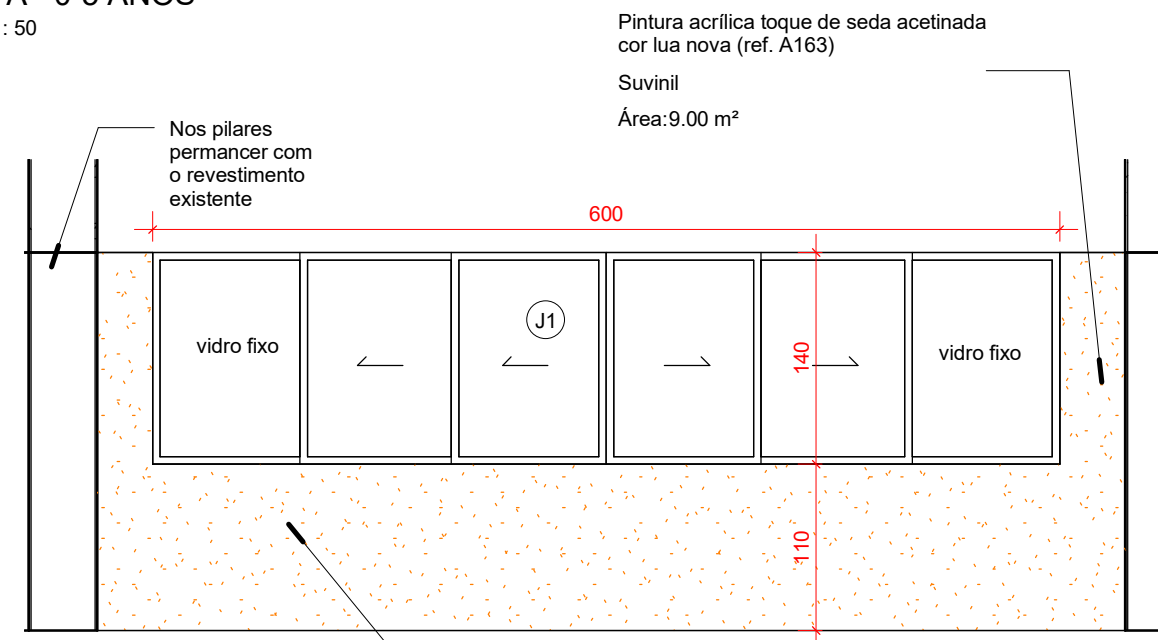 : 50
Pintura acrílica toque de seda acetinada
cor lua nova (ref. A163)
Suvinil
Área:9.00 m²
Nos pilares
permancer com
o revestimento
existente
600
J1
vidro fixo
140
vidro fixo
110